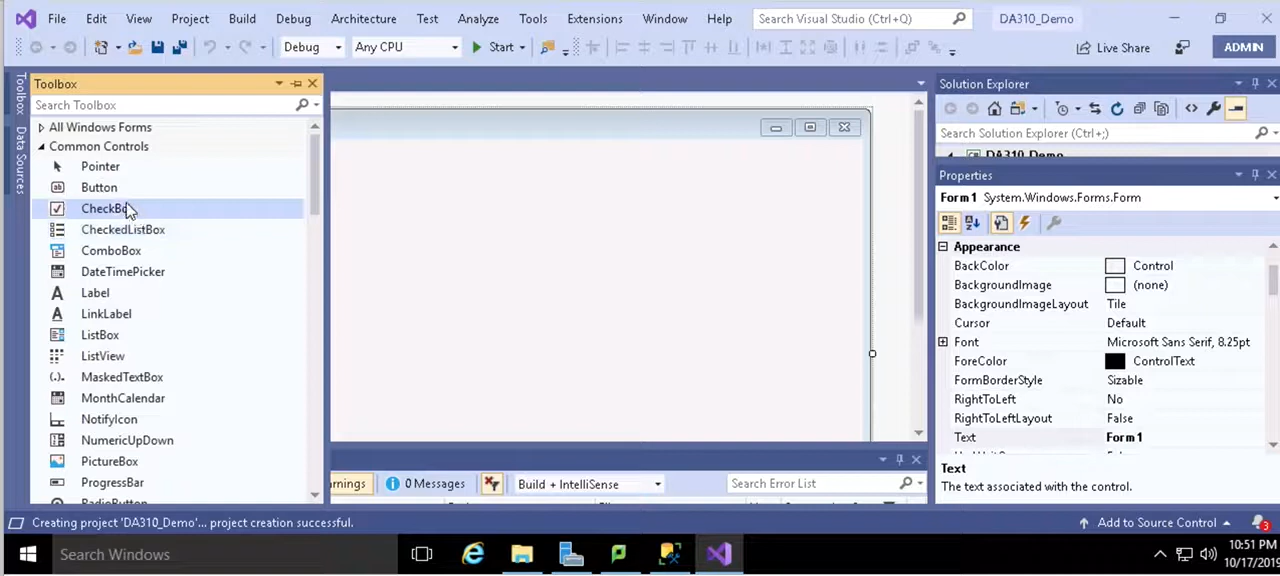 File Edit View Project Build Debug Architecture Test Analyze Tools Extensions Window Help Search Visual Studio (Ctrl+Q) DA310_Demo
Debug Any CPU Start Live Share ADMIN
Toolbox
Data Sources
Toolbox
Search Toolbox
All Windows Forms
Common Controls
Pointer
Button
CheckBo
CheckedListBox
ComboBox
DateTimePicker
Label
LinkLabel
ListBox
ListView
MaskedTextBox
MonthCalendar
NotifyIcon
NumericUpDown
PictureBox
ProgressBar
RadioButton
rnings 0 Messages Build + IntelliSense Search Error List
Solution Explorer
Search Solution Explorer (Ctrl+;)
DA310_Demo
Properties
Form1 System.Windows.Forms.Form
Appearance
BackColor Control
BackgroundImage (none)
BackgroundImageLayout Tile
Cursor Default
Font Microsoft Sans Serif, 8.25pt
ForeColor ControlText
FormBorderStyle Sizable
RightToLeft No
RightToLeftLayout False
Text Form1
Text
The text associated with the control.
Creating project 'DA310_Demo'... project creation successful. Add to Source Control 3
Search Windows
10:51 PM
10/17/2019